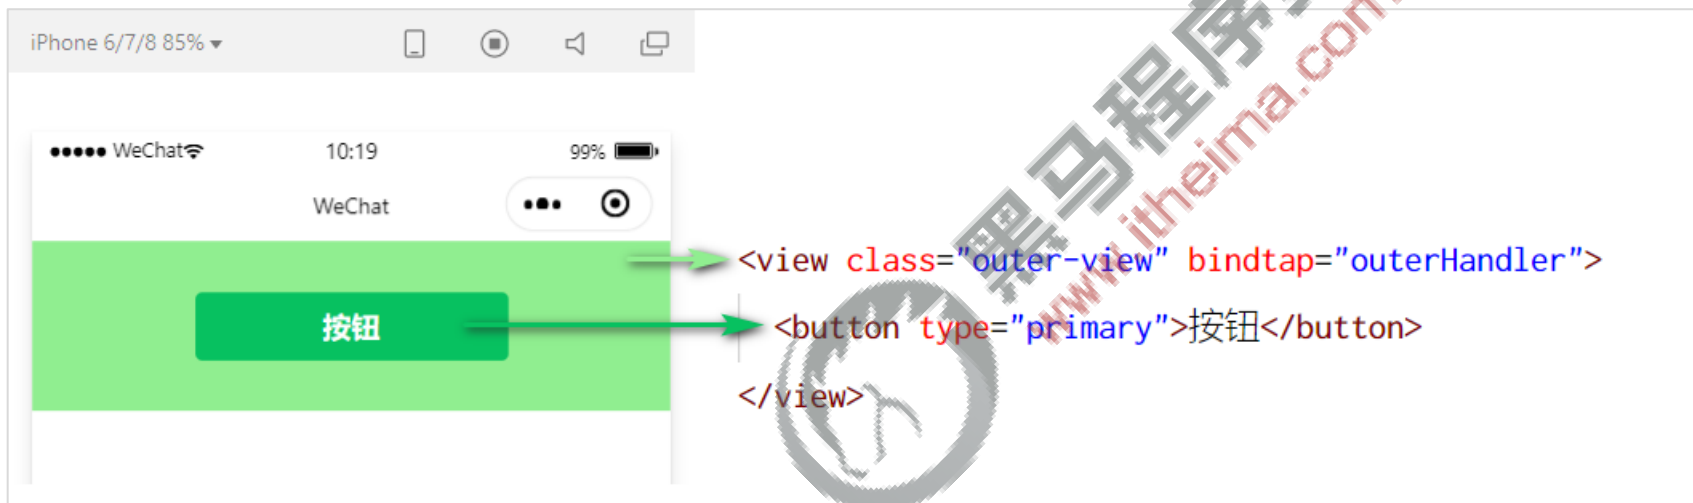 iPhone 6/7/8 85%
WeChat
10:19
99%
WeChat
按钮
<view class="outer-view" bindtap="outerHandler">
<button type="primary">按钮</button>
</view>
黑马程序
www.itheima.com